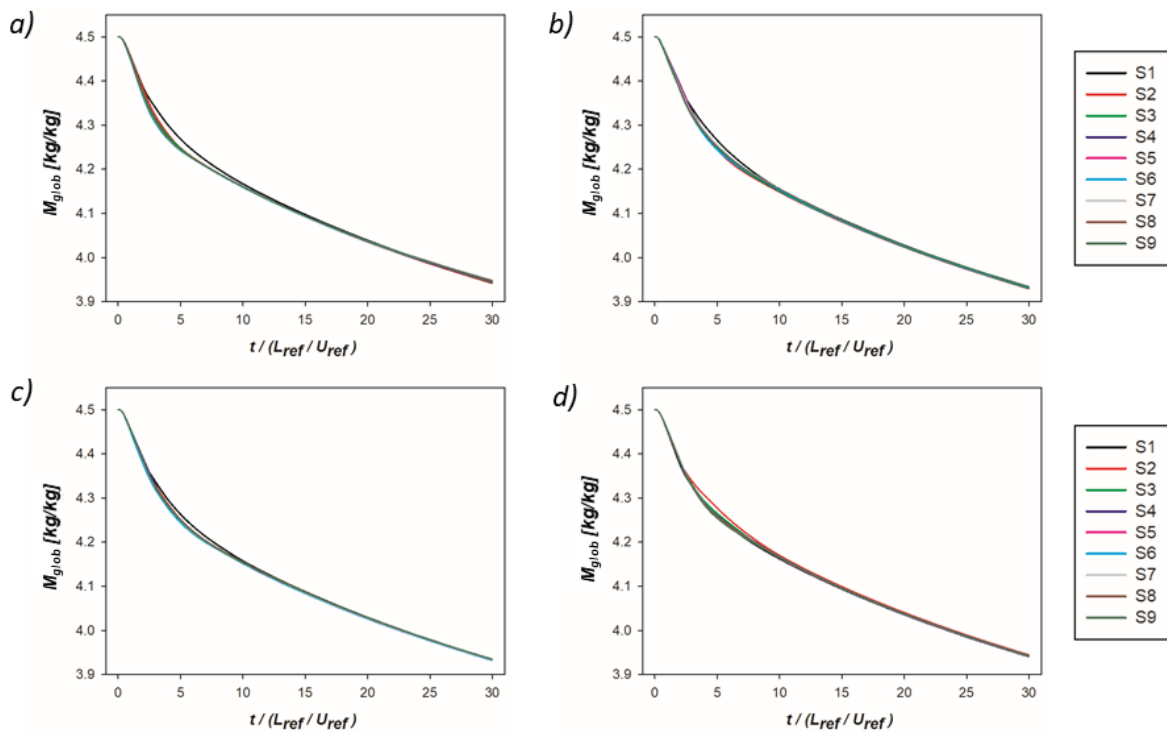 a)
4.5
4.4
4.3
4.2
4.1
4.0
3.9
M_glob [kg/kg]
0 5 10 15 20 25 30
t / (L_ref / U_ref)
b)
4.5
4.4
4.3
4.2
4.1
4.0
3.9
M_glob [kg/kg]
0 5 10 15 20 25 30
t / (L_ref / U_ref)
S1
S2
S3
S4
S5
S6
S7
S8
S9
c)
4.5
4.4
4.3
4.2
4.1
4.0
3.9
M_glob [kg/kg]
0 5 10 15 20 25 30
t / (L_ref / U_ref)
d)
4.5
4.4
4.3
4.2
4.1
4.0
3.9
M_glob [kg/kg]
0 5 10 15 20 25 30
t / (L_ref / U_ref)
S1
S2
S3
S4
S5
S6
S7
S8
S9